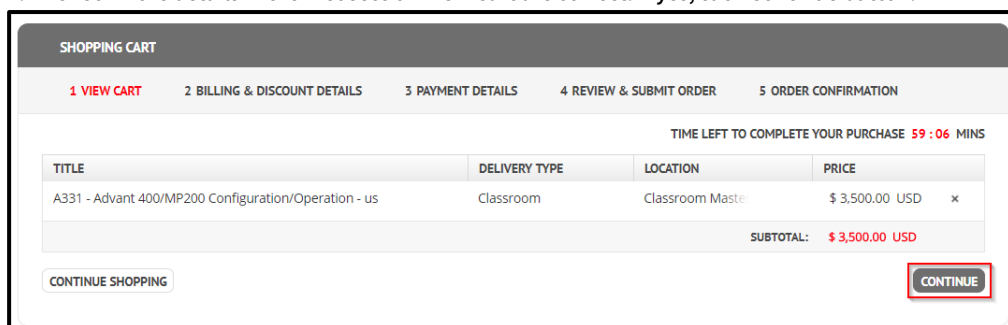 SHOPPING CART
1 VIEW CART 2 BILLING & DISCOUNT DETAILS 3 PAYMENT DETAILS 4 REVIEW & SUBMIT ORDER 5 ORDER CONFIRMATION
TIME LEFT TO COMPLETE YOUR PURCHASE 59 : 06 MINS
TITLE DELIVERY TYPE LOCATION PRICE
A331 - Advant 400/MP200 Configuration/Operation - us Classroom Classroom Maste $ 3,500.00 USD ×
SUBTOTAL: $ 3,500.00 USD
CONTINUE SHOPPING CONTINUE